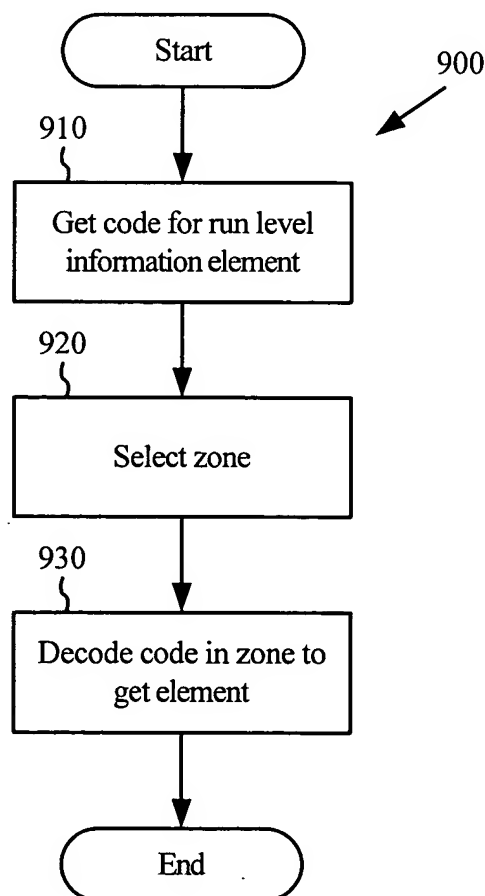 Start
900
910
Get code for run level
information element
920
Select zone
930
Decode code in zone to
get element
End